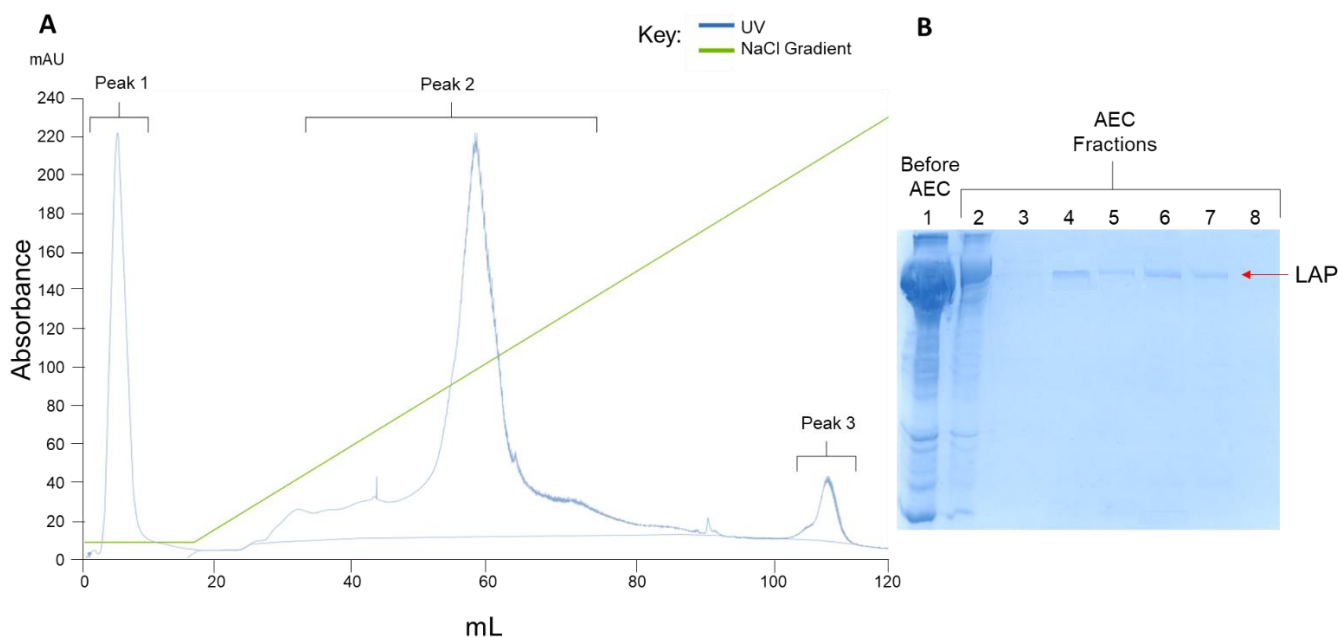 A
mAU
Key:
UV
NaCl Gradient
Peak 1
Peak 2
Peak 3
240
220
200
180
160
140
120
100
80
60
40
20
0
Absorbance
0 20 40 60 80 100 120
mL
B
AEC
Fractions
Before
AEC
1 2 3 4 5 6 7 8
LAP